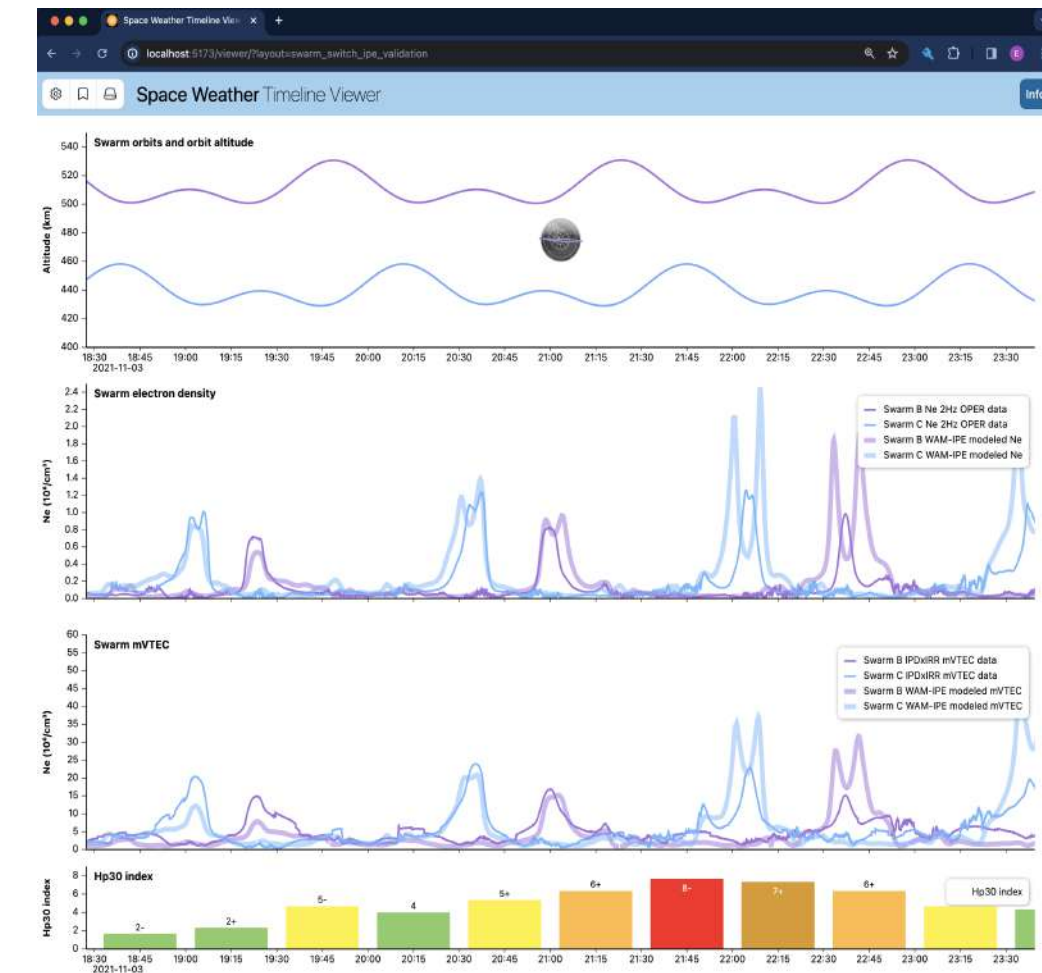 Space Weather Timeline Vie
localhost:5173/viewer/?layout=swarm_switch_ipe_validation
E
Space Weather Timeline Viewer
Info
Swarm orbits and orbit altitude
Altitude (km)
540
520
500
480
460
440
420
400
18:30 18:45 19:00 19:15 19:30 19:45 20:00 20:15 20:30 20:45 21:00 21:15 21:30 21:45 22:00 22:15 22:30 22:45 23:00 23:15 23:30
2021-11-03
Swarm electron density
Ne (10⁶/cm³)
2.4
2.2
2.0
1.8
1.6
1.4
1.2
1.0
0.8
0.6
0.4
0.2
0.0
Swarm B Ne 2Hz OPER data
Swarm C Ne 2Hz OPER data
Swarm B WAM-IPE modeled Ne
Swarm C WAM-IPE modeled Ne
Swarm mVTEC
Ne (10⁶/cm³)
60
55
50
45
40
35
30
25
20
15
10
5
0
Swarm B IPDxIRR mVTEC data
Swarm C IPDxIRR mVTEC data
Swarm B WAM-IPE modeled mVTEC
Swarm C WAM-IPE modeled mVTEC
Hp30 index
Hp30 index
8
6
4
2
0
2- 2+ 5- 4 5+ 6+ 8- 7+ 6+
Hp30 index
18:30 18:45 19:00 19:15 19:30 19:45 20:00 20:15 20:30 20:45 21:00 21:15 21:30 21:45 22:00 22:15 22:30 22:45 23:00 23:15 23:30
2021-11-03